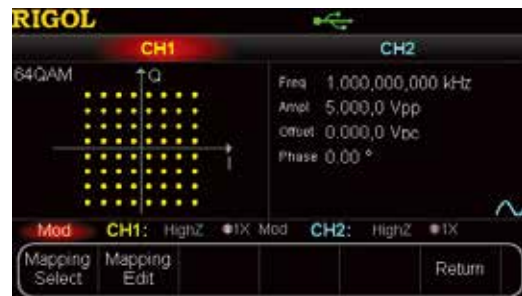 RIGOL
CH1 CH2
64QAM
Q
I
Freq 1.000,000,000 kHz
Ampl 5.000,0 Vpp
Offset 0.000,0 VDC
Phase 0.00 °
Mod CH1: HighZ 1X Mod CH2: HighZ 1X
Mapping Select
Mapping Edit
Return